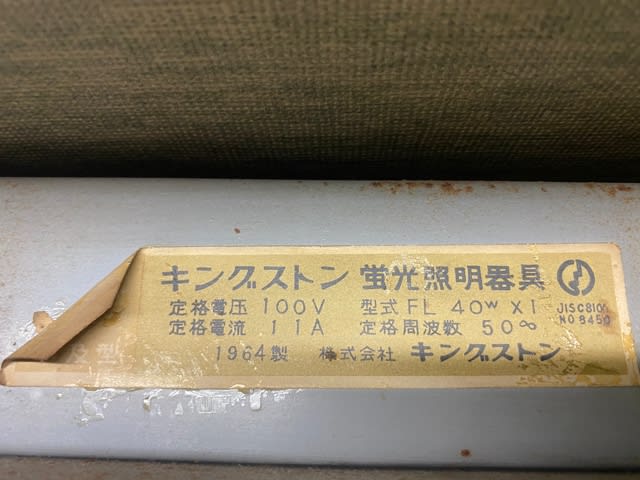 キングストン 蛍光照明器具
定格電圧 100V 型式 FL 40W X1
JISC8106
定格電流 1 1A 定格周波数 50∞
NO 8450
1964製 株式会社 キングストン
型